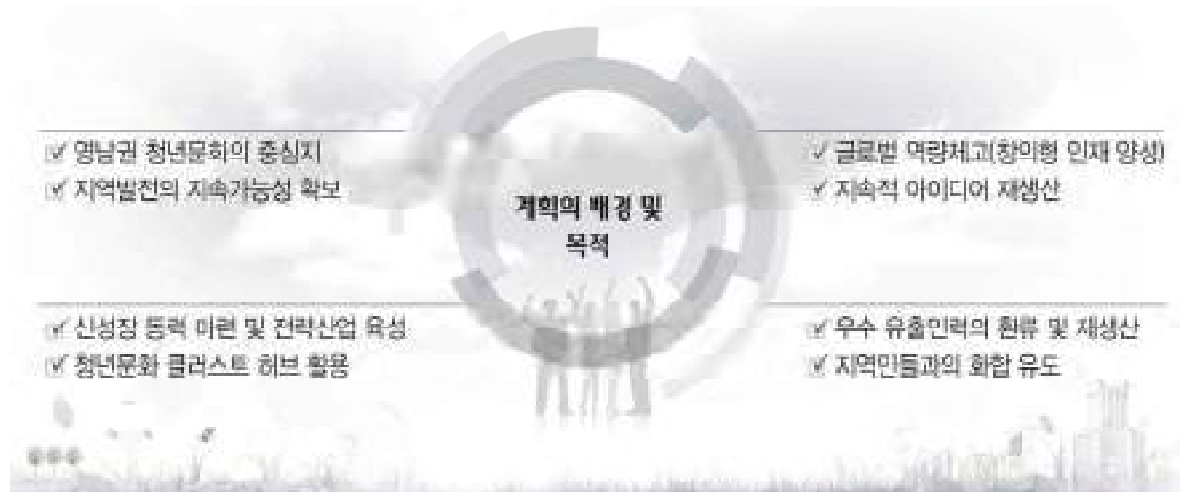 영남권 청년문화의 중심지
지역발전의 지속가능성 확보
글로벌 역량제고(창의형 인재 양성)
지속적 아이디어 재생산
계획의 배경 및
목적
신성장 동력 마련 및 전략산업 육성
청년문화 클러스트 허브 활용
우수 유출인력의 환류 및 재생산
지역민들과의 화합 유도